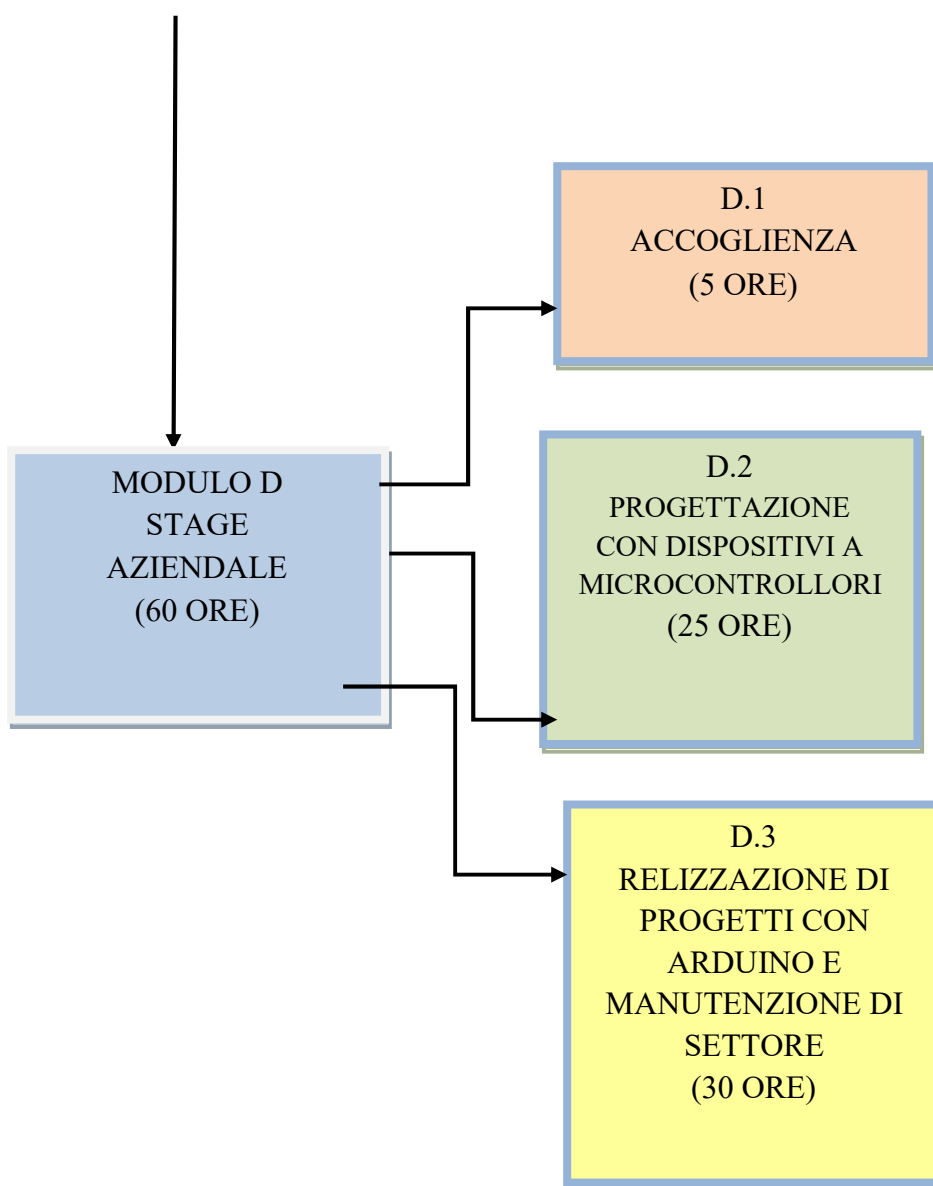 D.1
ACCOGLIENZA
(5 ORE)
MODULO D
STAGE
AZIENDALE
(60 ORE)
D.2
PROGETTAZIONE
CON DISPOSITIVI A
MICROCONTROLLORI
(25 ORE)
D.3
RELIZZAZIONE DI
PROGETI CON
ARDUINO E
MANUTENZIONE DI
SETTORE
(30 ORE)